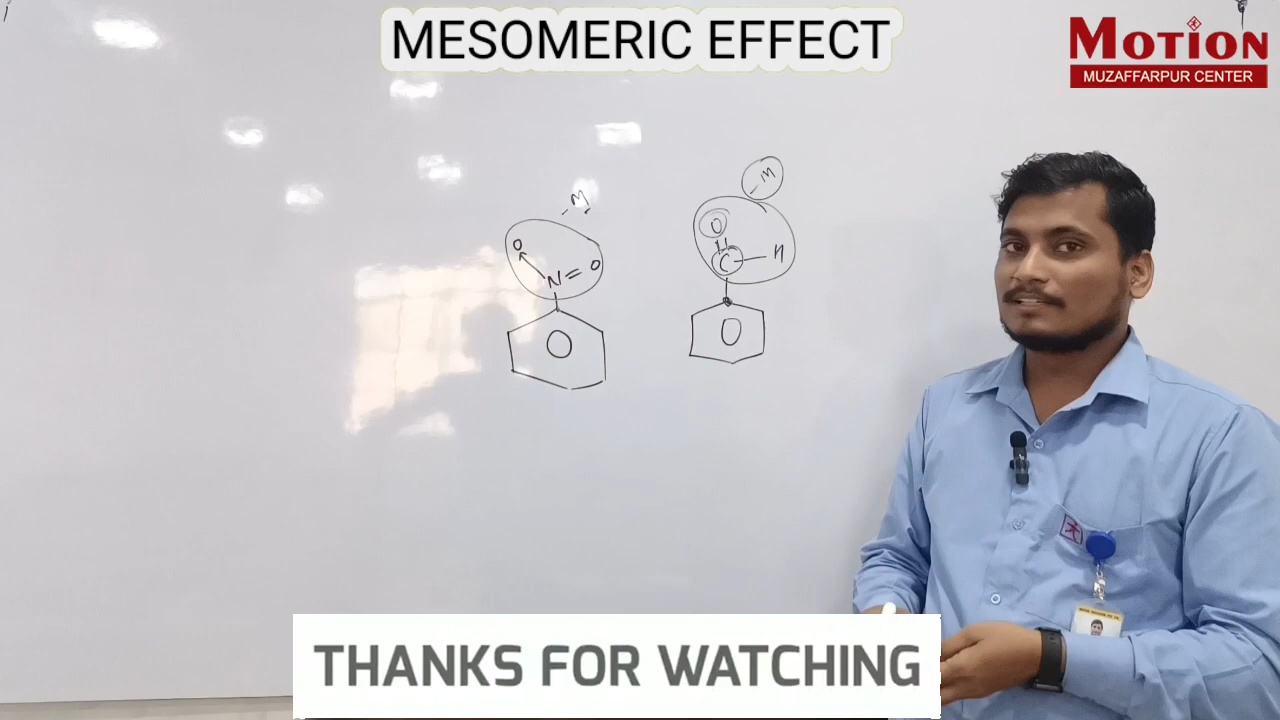 MESOMERIC EFFECT
MOTION
MUZAFFARPUR CENTER
-M
-M
O
O
C
H
N
=
O
THANKS FOR WATCHING